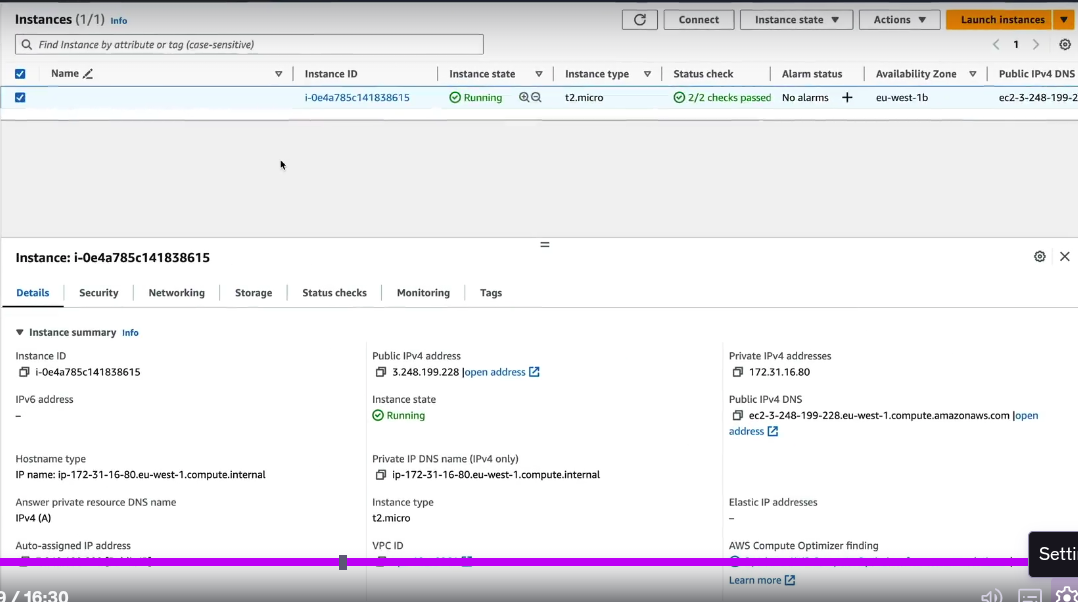 Instances (1/1) Info
Connect Instance state ▼ Actions ▼ Launch instances ▼
Find Instance by attribute or tag (case-sensitive)
1
Name Instance ID Instance state Instance type Status check Alarm status Availability Zone Public IPv4 DNS
i-0e4a785c141838615 Running t2.micro 2/2 checks passed No alarms + eu-west-1b ec2-3-248-199-2
Instance: i-0e4a785c141838615
Details Security Networking Storage Status checks Monitoring Tags
▼ Instance summary Info
Instance ID Public IPv4 address Private IPv4 addresses
i-0e4a785c141838615 3.248.199.228 |open address 172.31.16.80
IPv6 address Instance state Public IPv4 DNS
– Running ec2-3-248-199-228.eu-west-1.compute.amazonaws.com |open
address
Hostname type Private IP DNS name (IPv4 only)
IP name: ip-172-31-16-80.eu-west-1.compute.internal ip-172-31-16-80.eu-west-1.compute.internal
Answer private resource DNS name Instance type Elastic IP addresses
IPv4 (A) t2.micro –
Auto-assigned IP address VPC ID AWS Compute Optimizer finding
Setti
Learn more
9 / 16:30